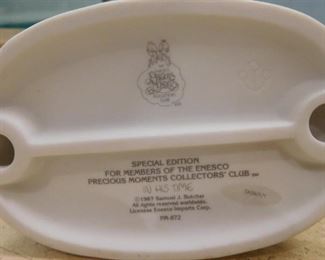 SPECIAL EDITION
FOR MEMBERS OF THE ENESCO
PRECIOUS MOMENTS COLLECTORS' CLUB SM
IN HIS TIME
©1987 Samuel J. Butcher
All rights reserved worldwide.
Licensee Enesco Imports Corp.
PM-872